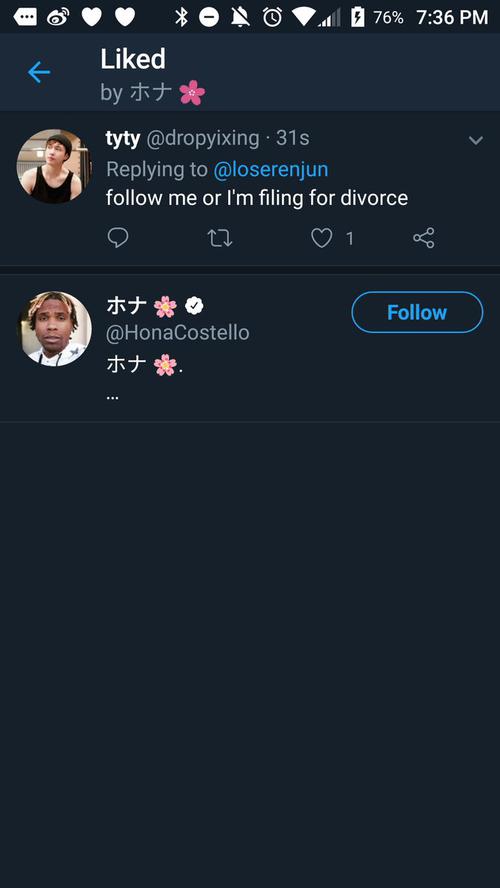 76% 7:36 PM
Liked
by ホナ 🌸
tyty @dropyixing · 31s
Replying to @loserenjun
follow me or I'm filing for divorce
1
ホナ 🌸
Follow
@HonaCostello
ホナ 🌸.
...